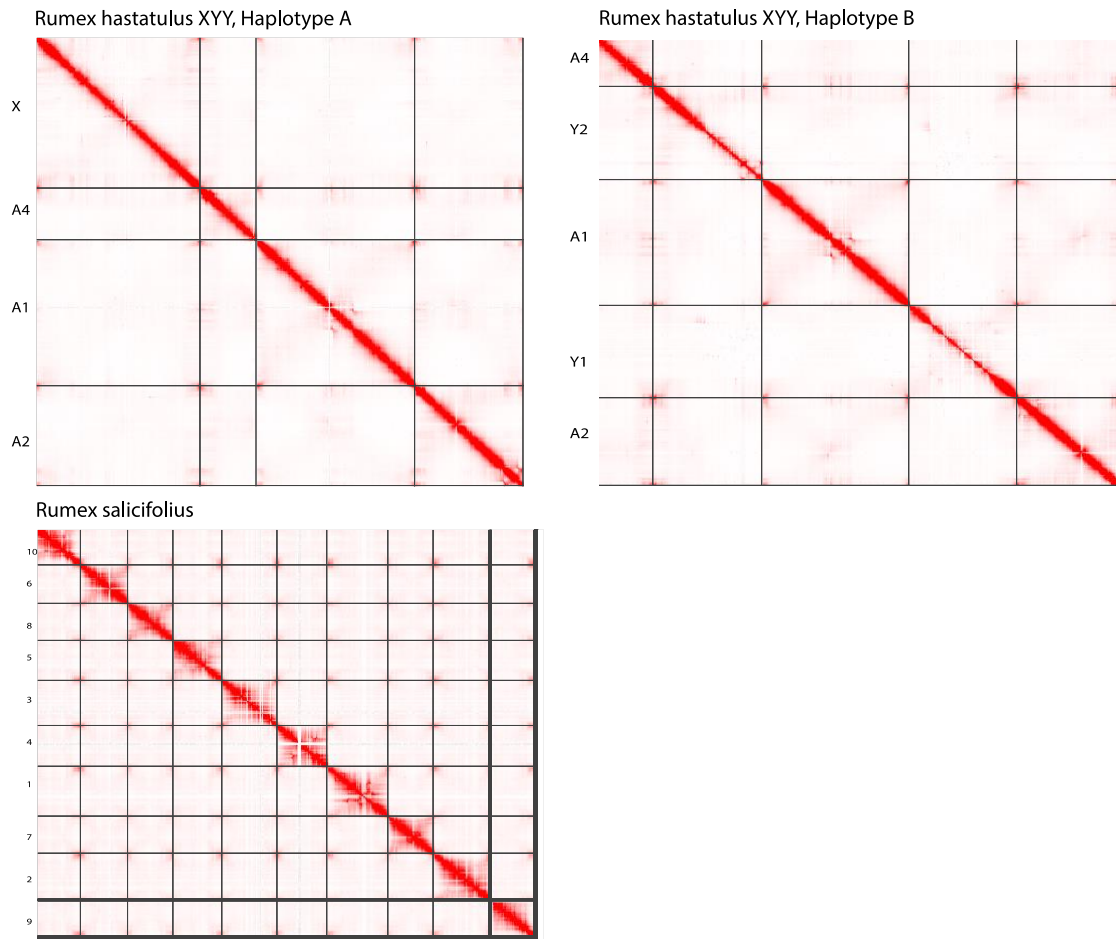 Rumex hastatulus XYY, Haplotype A
X
A4
A1
A2
Rumex hastatulus XYY, Haplotype B
A4
Y2
A1
Y1
A2
Rumex salicifolius
10
6
8
5
3
4
1
7
2
9